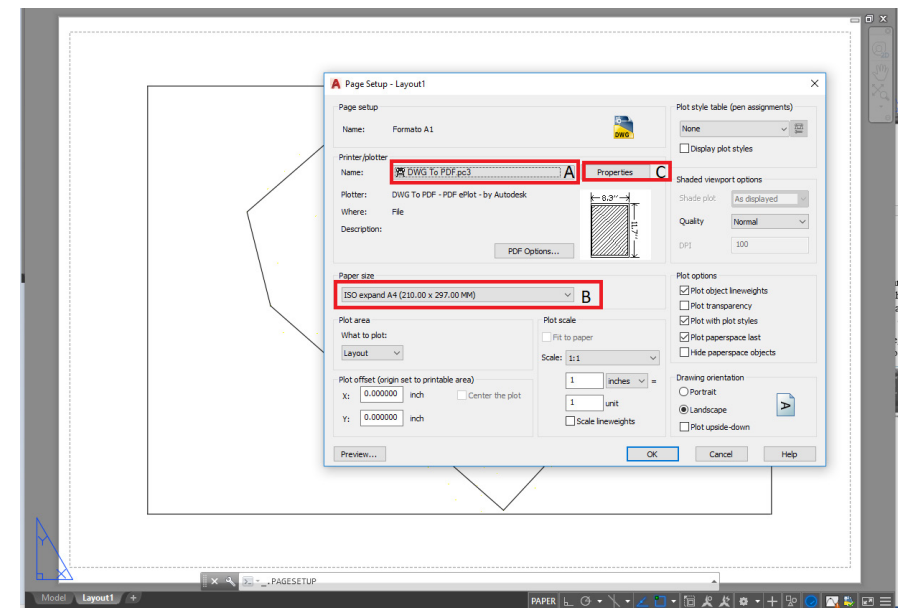 Page Setup - Layout1
Page setup
Name: Formato A1
DWG
Printer/plotter
Name: DWG To PDF.pc3 A Properties C
Plotter: DWG To PDF - PDF ePlot - by Autodesk
Where: File
Description:
8.3''
11.7''
PDF Options...
Paper size
ISO expand A4 (210.00 x 297.00 MM) B
Plot area
What to plot:
Layout
Plot scale
Fit to paper
Scale: 1:1
1 inches =
1 unit
Scale lineweights
Plot offset (origin set to printable area)
X: 0.000000 inch Center the plot
Y: 0.000000 inch
Plot style table (pen assignments)
None
Display plot styles
Shaded viewport options
Shade plot As displayed
Quality Normal
DPI 100
Plot options
Plot object lineweights
Plot transparency
Plot with plot styles
Plot paperspace last
Hide paperspace objects
Drawing orientation
Portrait
Landscape
A
Plot upside-down
Preview... OK Cancel Help
Y
X
_.PAGESETUP
Model Layout1 +
PAPER